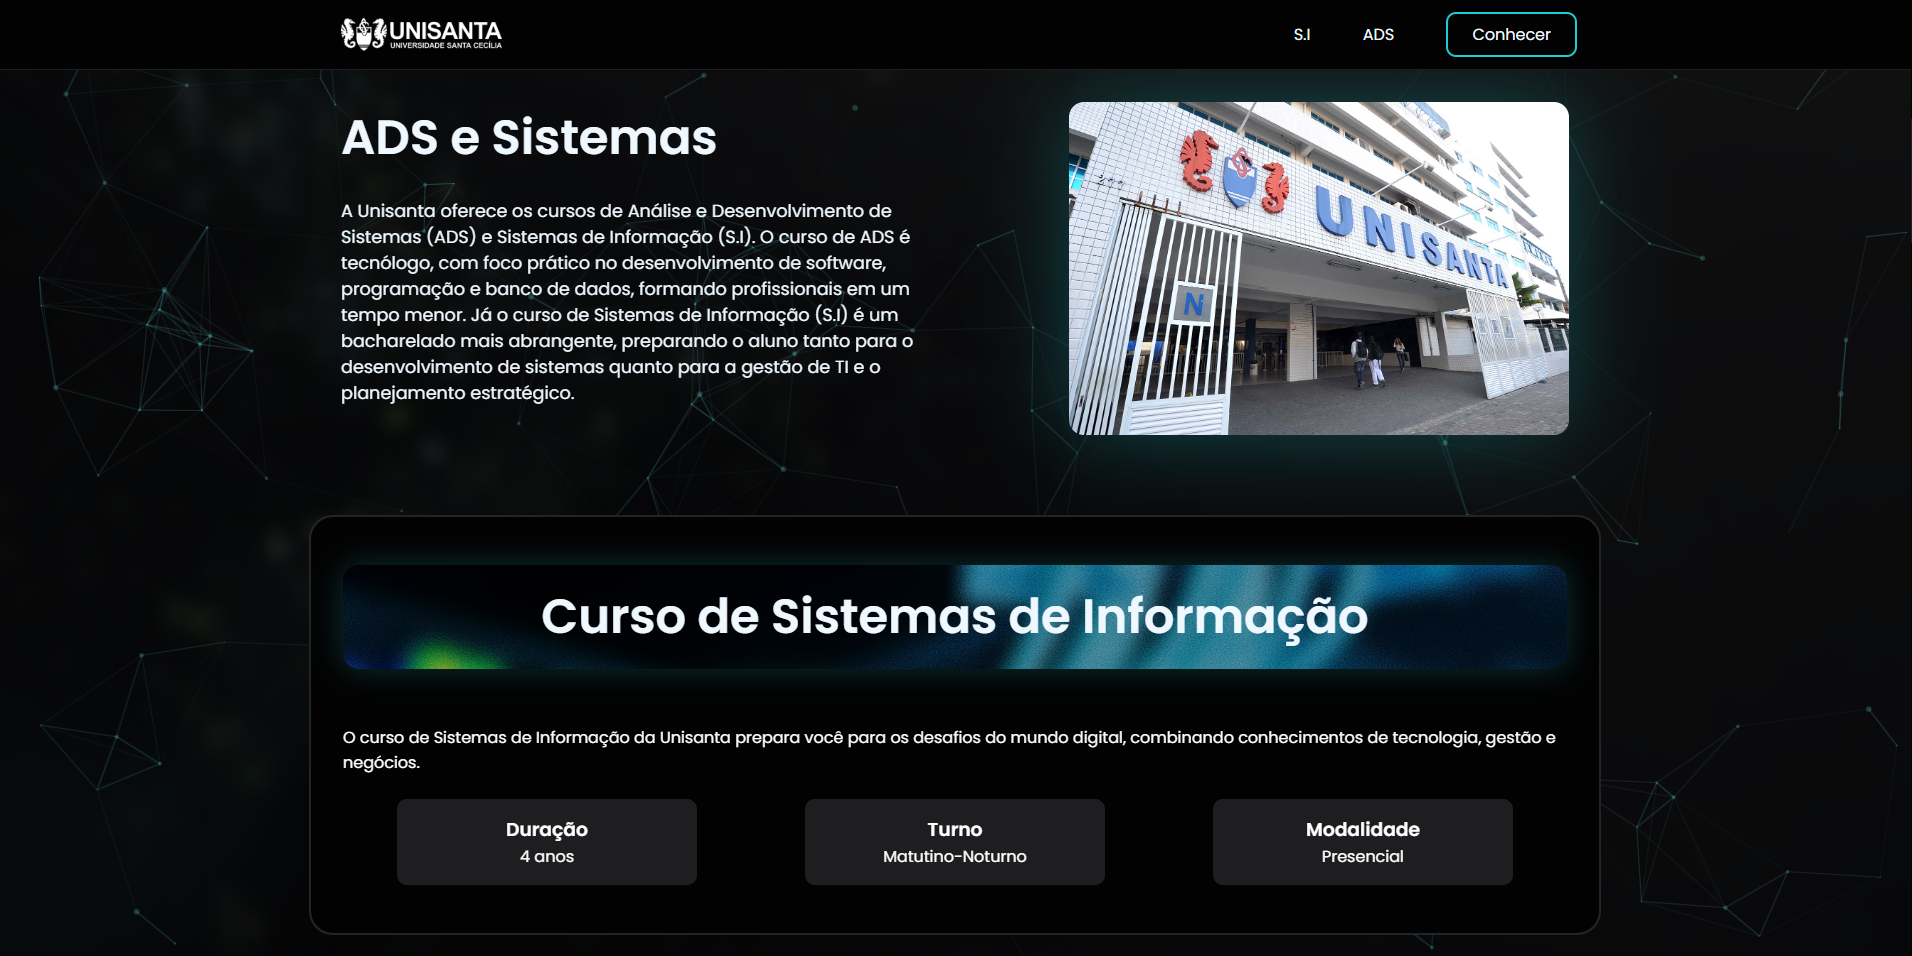 UNISANTA
UNIVERSIDADE SANTA CECÍLIA
S.I
ADS
Conhecer
ADS e Sistemas
A Unisanta oferece os cursos de Análise e Desenvolvimento de
Sistemas (ADS) e Sistemas de Informação (S.I). O curso de ADS é
tecnólogo, com foco prático no desenvolvimento de software,
programação e banco de dados, formando profissionais em um
tempo menor. Já o curso de Sistemas de Informação (S.I) é um
bacharelado mais abrangente, preparando o aluno tanto para o
desenvolvimento de sistemas quanto para a gestão de TI e o
planejamento estratégico.
UNISANTA
N
Curso de Sistemas de Informação
O curso de Sistemas de Informação da Unisanta prepara você para os desafios do mundo digital, combinando conhecimentos de tecnologia, gestão e
negócios.
Duração
4 anos
Turno
Matutino-Noturno
Modalidade
Presencial